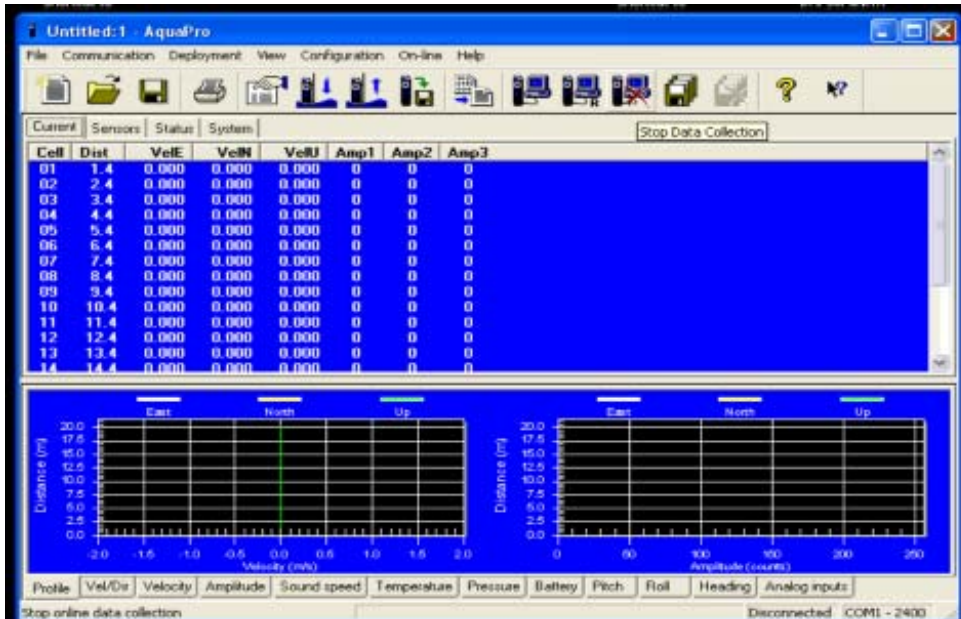 Untitled:1 - AquaPro
File Communication Deployment View Configuration On-line Help
Current Sensors Status System
Stop Data Collection
Cell Dist VelE VelN VelU Amp1 Amp2 Amp3
01 1.4 0.000 0.000 0.000 0 0 0
02 2.4 0.000 0.000 0.000 0 0 0
03 3.4 0.000 0.000 0.000 0 0 0
04 4.4 0.000 0.000 0.000 0 0 0
05 5.4 0.000 0.000 0.000 0 0 0
06 6.4 0.000 0.000 0.000 0 0 0
07 7.4 0.000 0.000 0.000 0 0 0
08 8.4 0.000 0.000 0.000 0 0 0
09 9.4 0.000 0.000 0.000 0 0 0
10 10.4 0.000 0.000 0.000 0 0 0
11 11.4 0.000 0.000 0.000 0 0 0
12 12.4 0.000 0.000 0.000 0 0 0
13 13.4 0.000 0.000 0.000 0 0 0
14 14.4 0.000 0.000 0.000 0 0 0
East North Up
Distance (m)
20.0
17.5
15.0
12.5
10.0
7.5
5.0
2.5
0.0
-2.0 -1.5 -1.0 -0.5 0.0 0.5 1.0 1.5 2.0
Velocity (m/s)
East North Up
Distance (m)
20.0
17.5
15.0
12.5
10.0
7.5
5.0
2.5
0.0
0 50 100 150 200 250
Amplitude (counts)
Profile Vel/Dir Velocity Amplitude Sound speed Temperature Pressure Battery Pitch Roll Heading Analog inputs
Stop online data collection
Disconnected COM1 - 2400